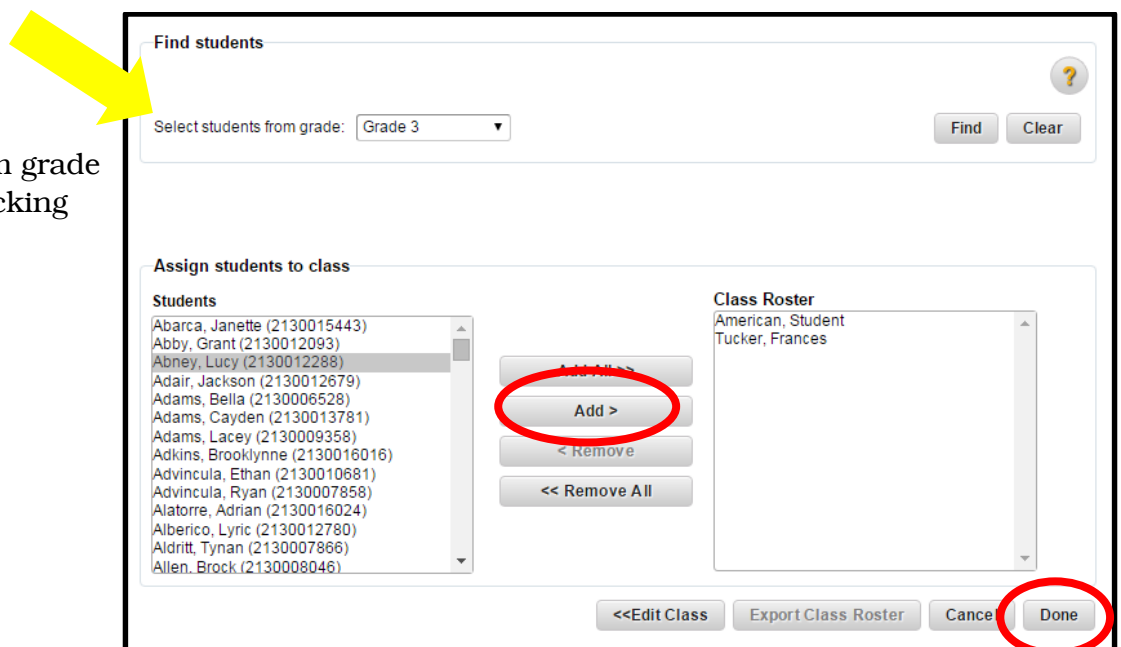 Find students
?
Select students from grade: Grade 3
Find Clear
grade
Assign students to class
Students
Class Roster
Abarca, Janette (2130015443)
Abby, Grant (2130012093)
Abney, Lucy (2130012288)
Adair, Jackson (2130012679)
Adams, Bella (2130006528)
Adams, Cayden (2130013781)
Adams, Lacey (2130009358)
Adkins, Brooklynne (2130016016)
Advincula, Ethan (2130010681)
Advincula, Ryan (2130007858)
Alatorre, Adrian (2130016024)
Alberico, Lyric (2130012780)
Aldritt, Tynan (2130007866)
Allen, Brock (2130008046)
Add All >>
Add >
< Remove
<< Remove All
American, Student
Tucker, Frances
<<Edit Class Export Class Roster Cancel Done